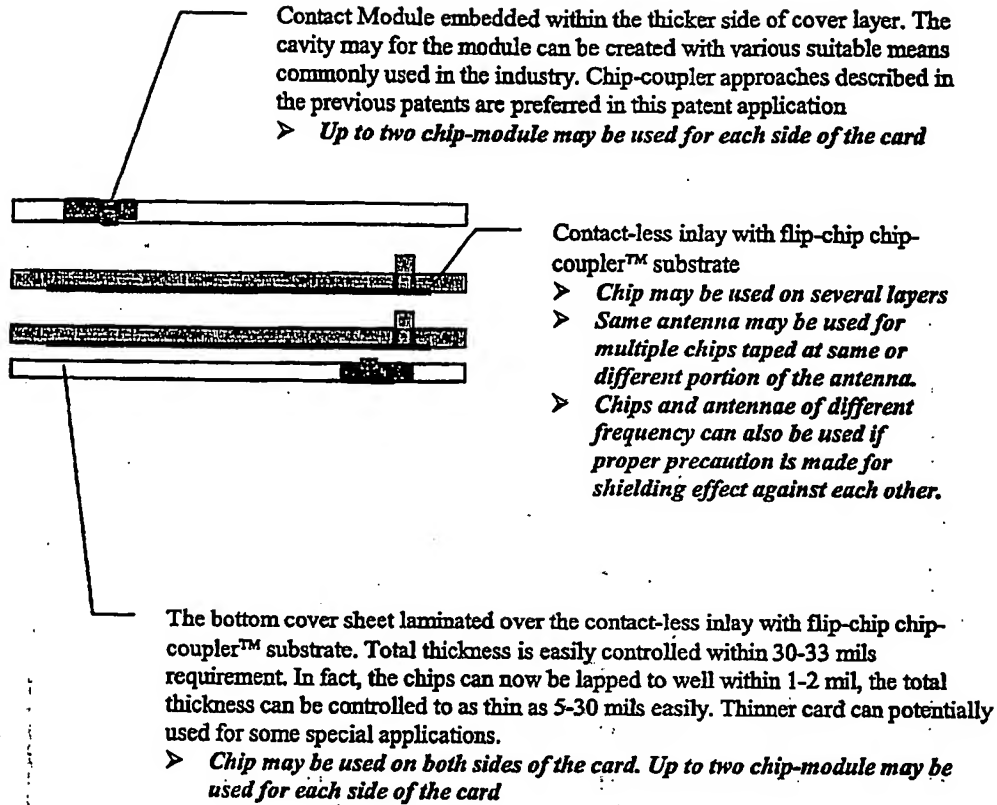 Contact Module embedded within the thicker side of cover layer. The
cavity may for the module can be created with various suitable means
commonly used in the industry. Chip-coupler approaches described in
the previous patents are preferred in this patent application
➢ Up to two chip-module may be used for each side of the card
Contact-less inlay with flip-chip chip-
coupler™ substrate
➢ Chip may be used on several layers
➢ Same antenna may be used for
multiple chips taped at same or
different portion of the antenna.
➢ Chips and antennae of different
frequency can also be used if
proper precaution is made for
shielding effect against each other.
The bottom cover sheet laminated over the contact-less inlay with flip-chip chip-
coupler™ substrate. Total thickness is easily controlled within 30-33 mils
requirement. In fact, the chips can now be lapped to well within 1-2 mil, the total
thickness can be controlled to as thin as 5-30 mils easily. Thinner card can potentially
used for some special applications.
➢ Chip may be used on both sides of the card. Up to two chip-module may be
used for each side of the card